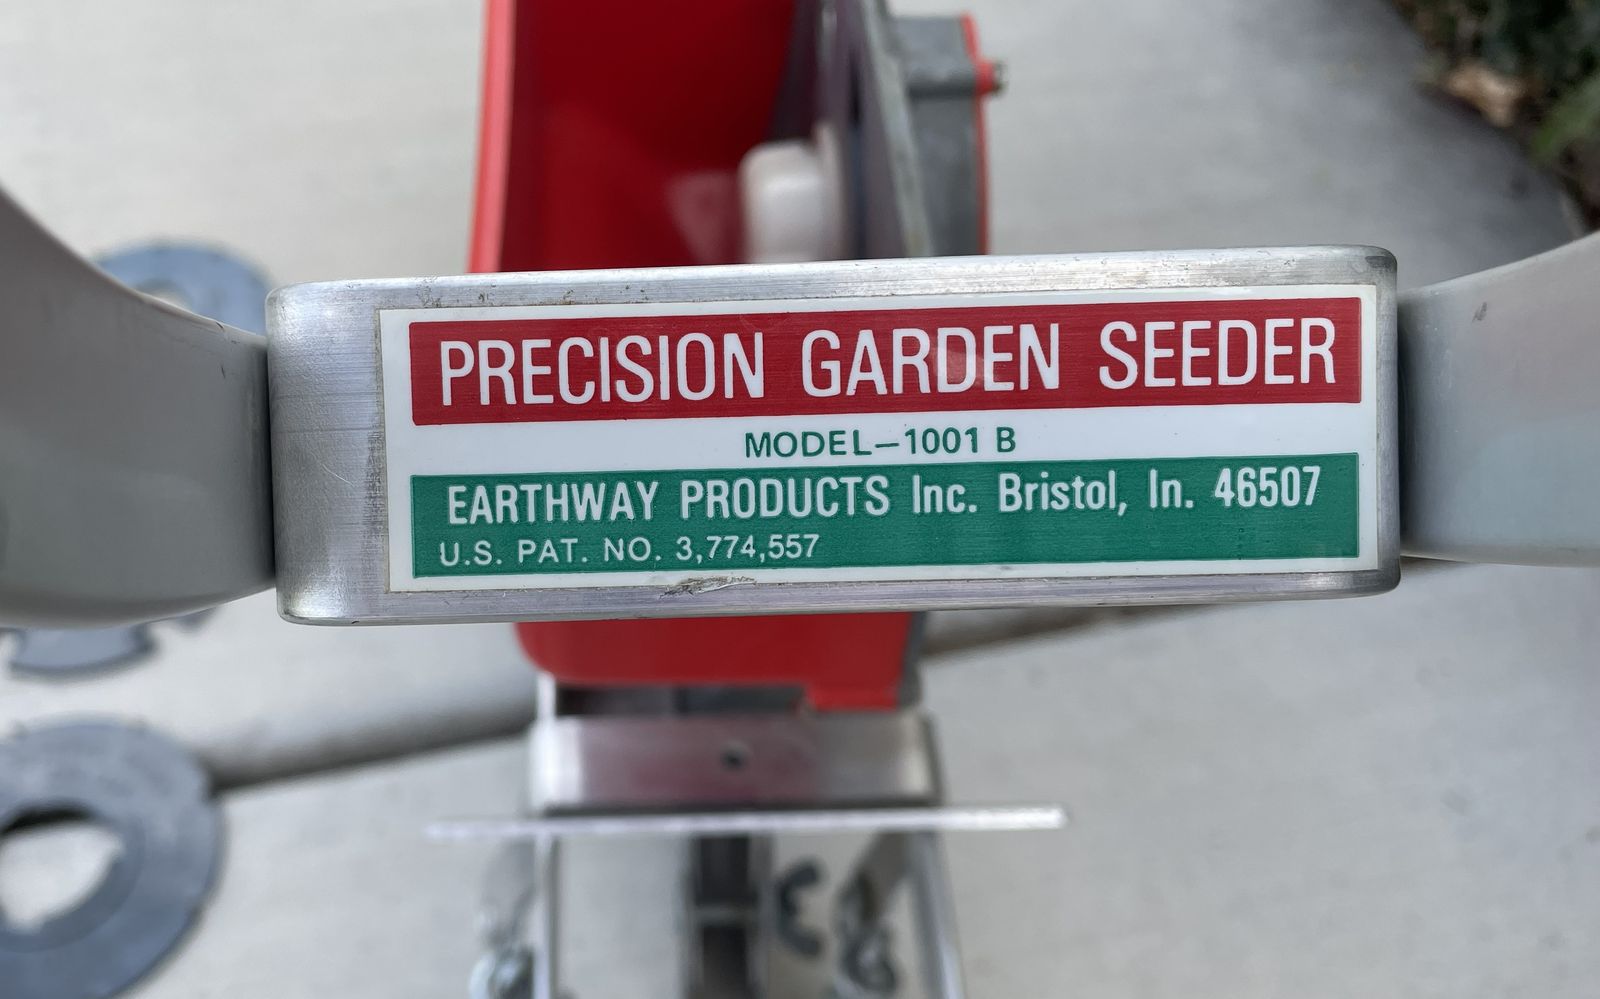 PRECISION GARDEN SEEDER
MODEL-1001 B
EARTHWAY PRODUCTS Inc. Bristol, In. 46507
U.S. PAT. NO. 3,774,557